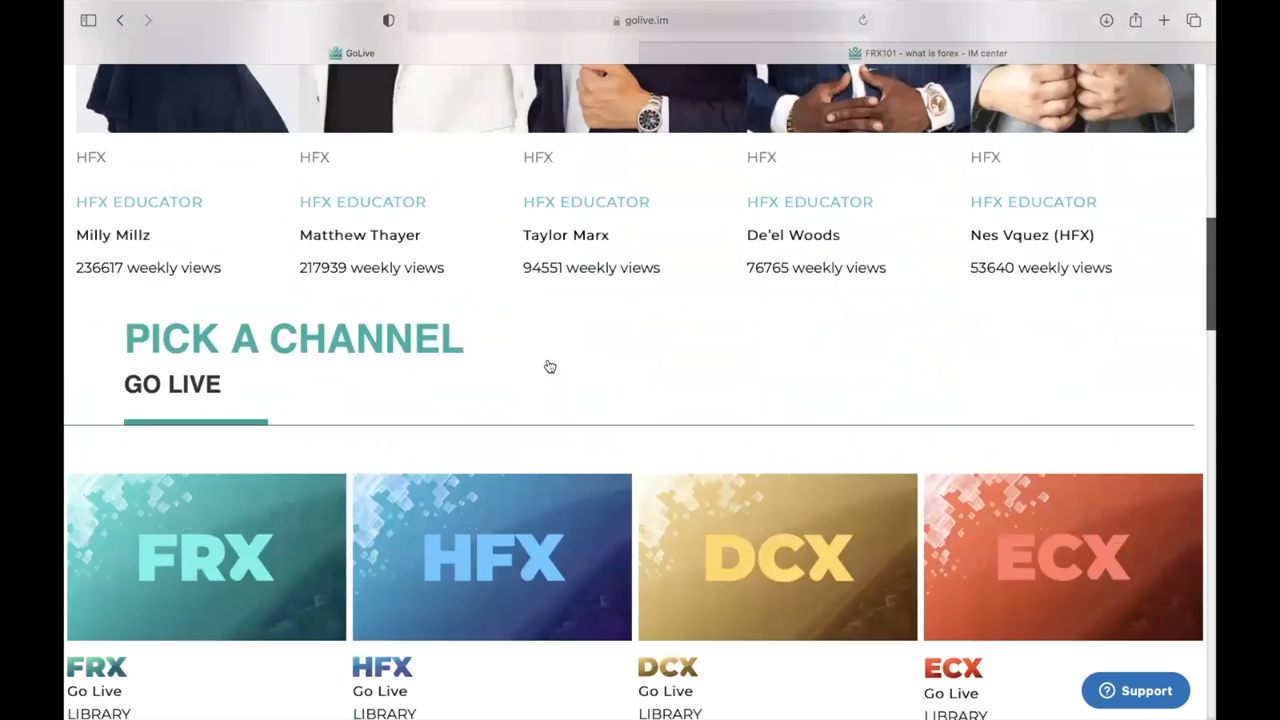 golive.im
GoLive
FRX101 - what is forex - IM center
HFX HFX HFX HFX HFX
HFX EDUCATOR HFX EDUCATOR HFX EDUCATOR HFX EDUCATOR HFX EDUCATOR
Milly Millz Matthew Thayer Taylor Marx De'el Woods Nes Vquez (HFX)
236617 weekly views 217939 weekly views 94551 weekly views 76765 weekly views 53640 weekly views
PICK A CHANNEL
GO LIVE
FRX HFX DCX ECX
FRX HFX DCX ECX
Go Live Go Live Go Live Go Live
LIBRARY LIBRARY LIBRARY LIBRARY
Support